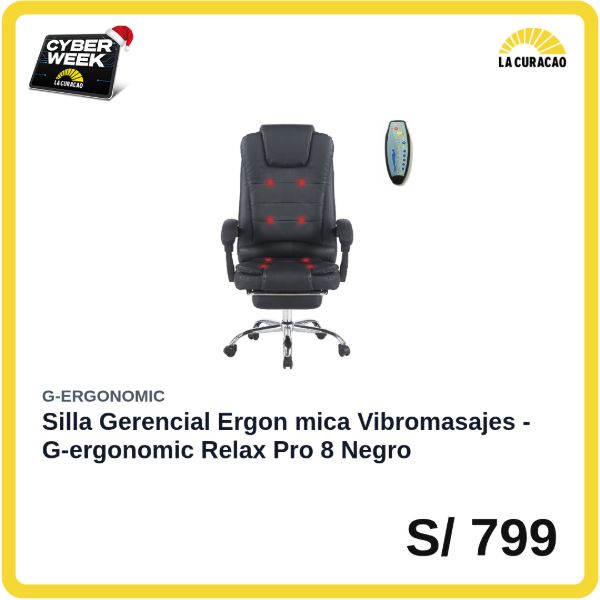 CYBER
WEEK
LA CURACAO
LA CURACAO
G-ERGONOMIC
Silla Gerencial Ergon mica Vibromasajes -
G-ergonomic Relax Pro 8 Negro
S/ 799